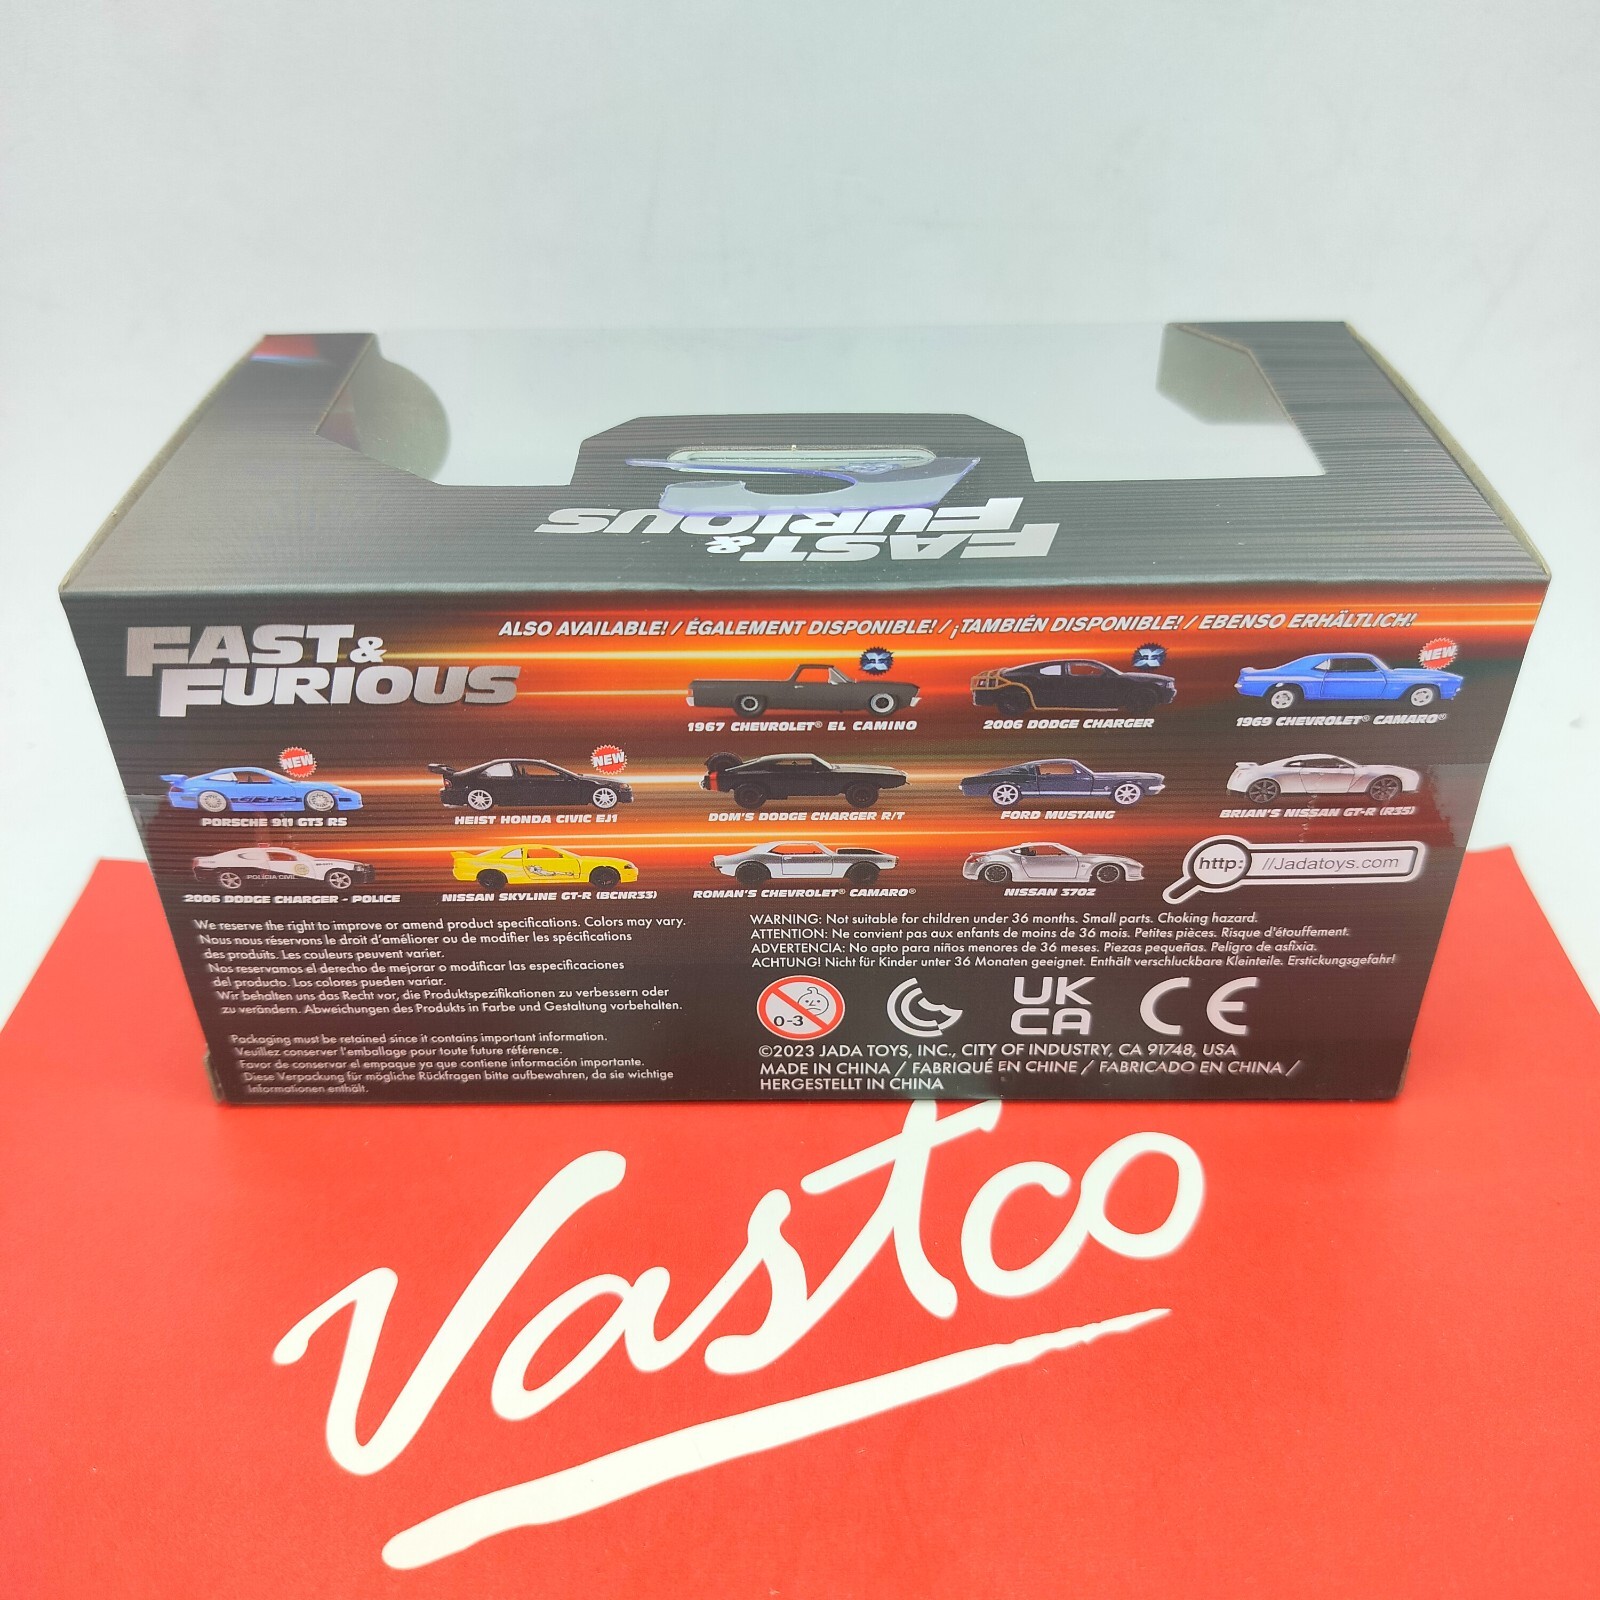 FAST &
FURIOUS
FAST &
FURIOUS
ALSO AVAILABLE! / ÉGALEMENT DISPONIBLE! / ¡TAMBIÉN DISPONIBLE! / EBENSO ERHÄLTLICH!
1967 CHEVROLET® EL CAMINO
2006 DODGE CHARGER
NEW
1969 CHEVROLET® CAMARO®
NEW
PORSCHE 911 GT3 RS
NEW
HEIST HONDA CIVIC EJ1
DOM'S DODGE CHARGER R/T
FORD MUSTANG
BRIAN'S NISSAN GT-R (R35)
POLICIA CIVIL
2006 DODGE CHARGER - POLICE
NISSAN SKYLINE GT-R (BCNR33)
ROMAN'S CHEVROLET® CAMARO®
NISSAN 370Z
http: //Jadatoys.com
We reserve the right to improve or amend product specifications. Colors may vary.
Nous nous réservons le droit d'améliorer ou de modifier les spécifications
des produits. Les couleurs peuvent varier.
Nos reservamos el derecho de mejorar o modificar las especificaciones
del producto. Los colores pueden variar.
Wir behalten uns das Recht vor, die Produktspezifikationen zu verbessern oder
zu verändern. Abweichungen des Produkts in Farbe und Gestaltung vorbehalten.
Packaging must be retained since it contains important information.
Veuillez conserver l'emballage pour toute future référence.
Favor de conservar el empaque ya que contiene información importante.
Diese Verpackung für mögliche Rückfragen bitte aufbewahren, da sie wichtige
Informationen enthält.
WARNING: Not suitable for children under 36 months. Small parts. Choking hazard.
ATTENTION: Ne convient pas aux enfants de moins de 36 mois. Petites pièces. Risque d'étouffement.
ADVERTENCIA: No apto para niños menores de 36 meses. Piezas pequeñas. Peligro de asfixia.
ACHTUNG! Nicht für Kinder unter 36 Monaten geeignet. Enthält verschluckbare Kleinteile. Erstickungsgefahr!
0-3
UK
CA
CE
©2023 JADA TOYS, INC., CITY OF INDUSTRY, CA 91748, USA
MADE IN CHINA / FABRIQUÉ EN CHINE / FABRICADO EN CHINA /
HERGESTELLT IN CHINA
Vastco